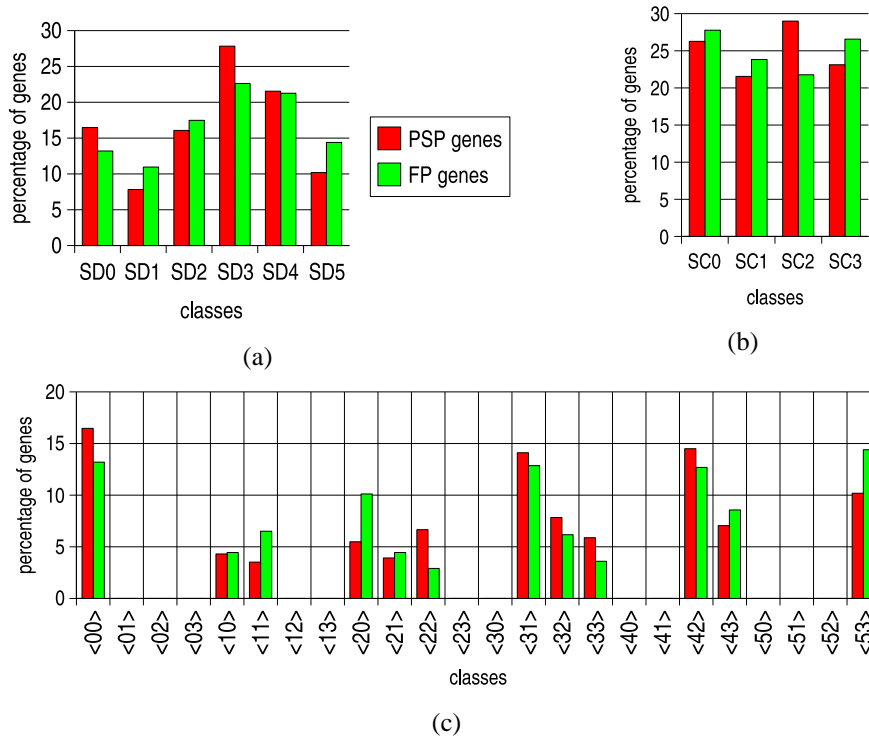 percentage of genes
30
25
20
15
10
5
0
SD0 SD1 SD2 SD3 SD4 SD5
classes
(a)
PSP genes
FP genes
percentage of genes
30
25
20
15
10
5
0
SC0 SC1 SC2 SC3
classes
(b)
percentage of genes
20
15
10
5
0
<00> <01> <02> <03> <10> <11> <12> <13> <20> <21> <22> <23> <30> <31> <32> <33> <40> <41> <42> <43> <50> <51> <52> <53>
classes
(c)